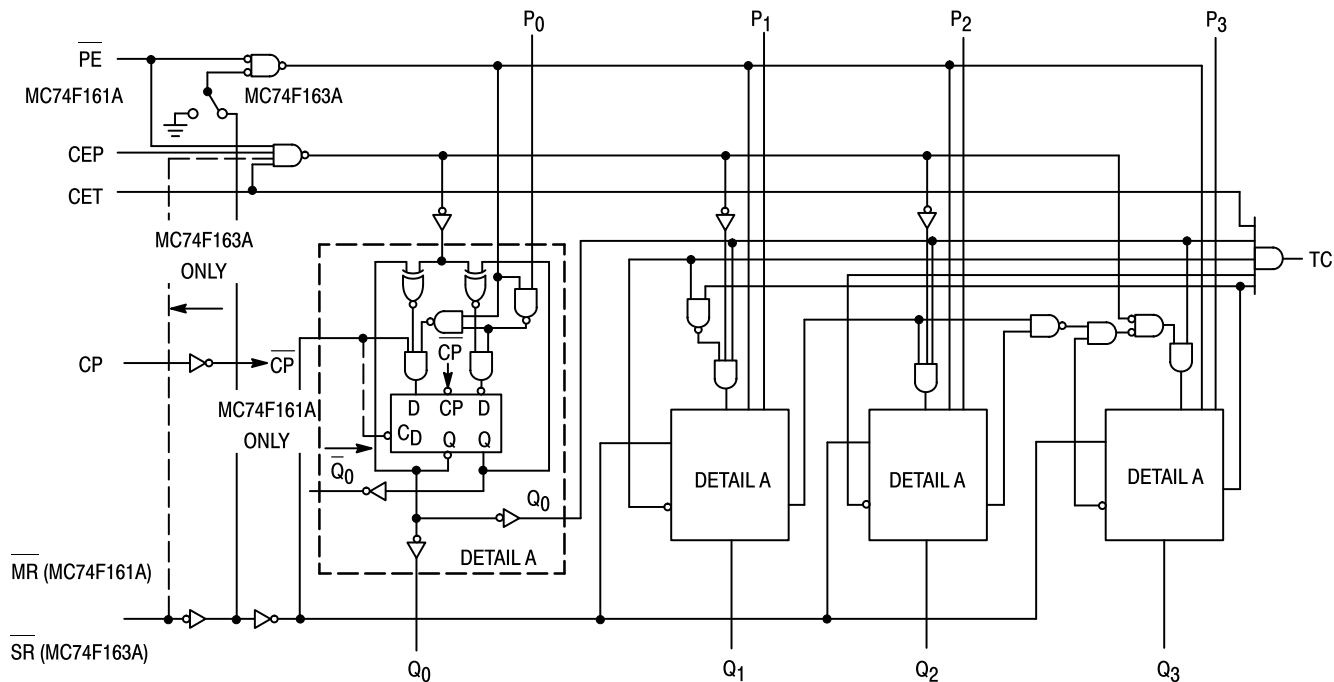 P0
P1
P2
P3
PE
MC74F161A
MC74F163A
CEP
CET
MC74F163A
ONLY
TC
CP
CP
CP
MC74F161A
ONLY
D
CP
D
CD
Q
Q
Q0
Q0
DETAIL A
DETAIL A
DETAIL A
DETAIL A
MR (MC74F161A)
SR (MC74F163A)
Q0
Q1
Q2
Q3